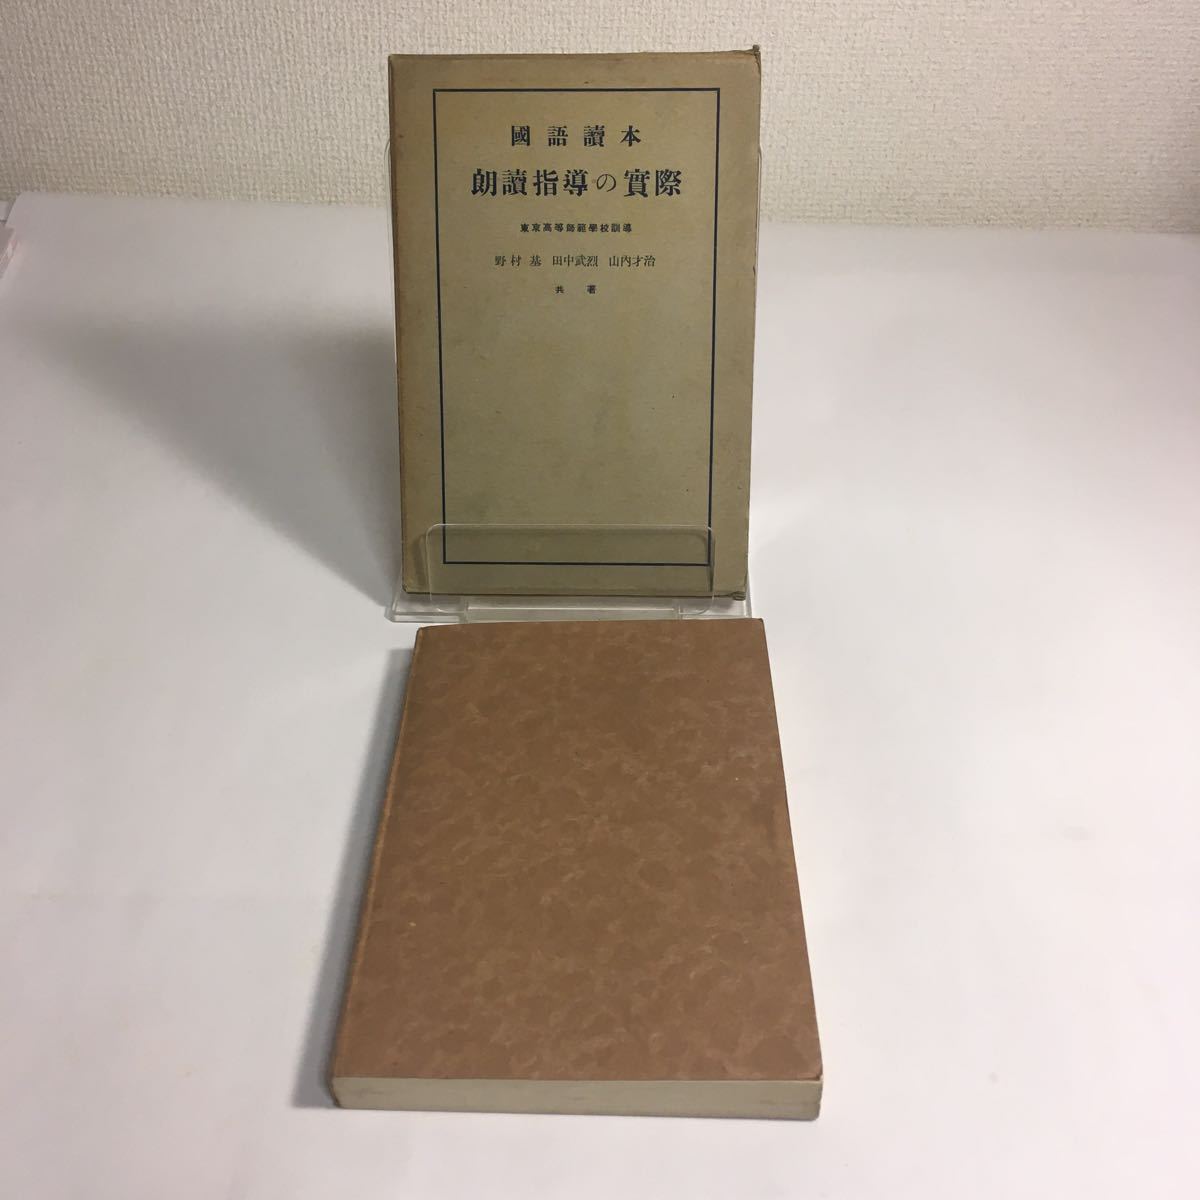 國語讀本
朗讀指導の實際
東京高等師範學校訓導
野村基 田中武烈 山內才治
共著